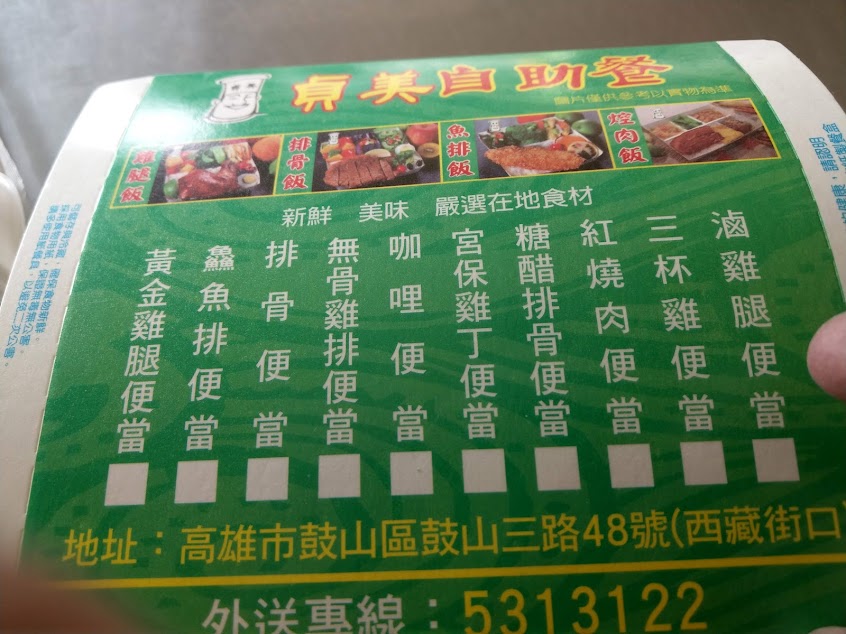 貞美自助餐
圖片僅供參考以實物為準
雞腿飯
排骨飯
魚排飯
焢肉飯
新鮮 美味 嚴選在地食材
滷雞腿便當
三杯雞便當
紅燒肉便當
糖醋排骨便當
宮保雞丁便當
咖哩便當
無骨雞排便當
排骨便當
鱻魚排便當
黃金雞腿便當
地址：高雄市鼓山區鼓山三路48號(西藏街口
外送專線：5313122